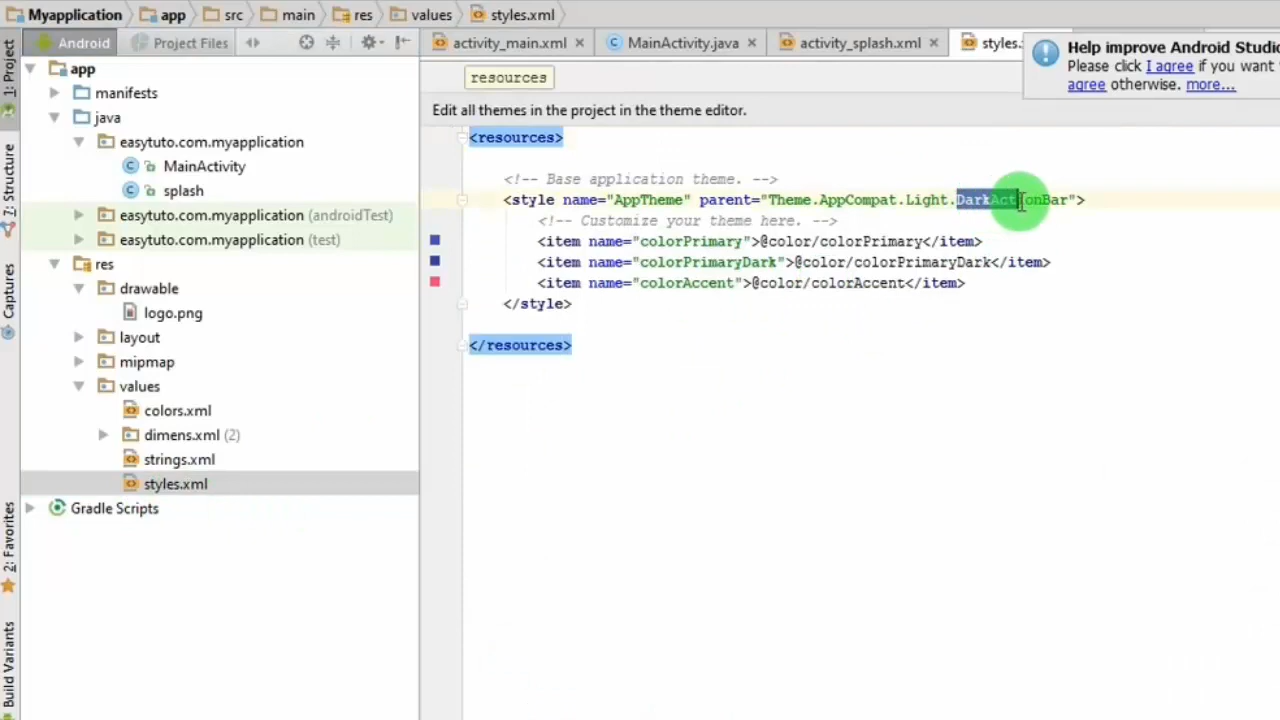 Myapplication app src main res values styles.xml
Android Project Files
activity_main.xml MainActivity.java activity_splash.xml styles.
Help improve Android Studio
Please click I agree if you want
agree otherwise. more...
1: Project
7: Structure
Captures
2: Favorites
Build Variants
app
manifests
java
easytuto.com.myapplication
MainActivity
splash
easytuto.com.myapplication (androidTest)
easytuto.com.myapplication (test)
res
drawable
logo.png
layout
mipmap
values
colors.xml
dimens.xml (2)
strings.xml
styles.xml
Gradle Scripts
resources
Edit all themes in the project in the theme editor.
<resources>
<!-- Base application theme. -->
<style name="AppTheme" parent="Theme.AppCompat.Light.DarkActionBar">
<!-- Customize your theme here. -->
<item name="colorPrimary">@color/colorPrimary</item>
<item name="colorPrimaryDark">@color/colorPrimaryDark</item>
<item name="colorAccent">@color/colorAccent</item>
</style>
</resources>